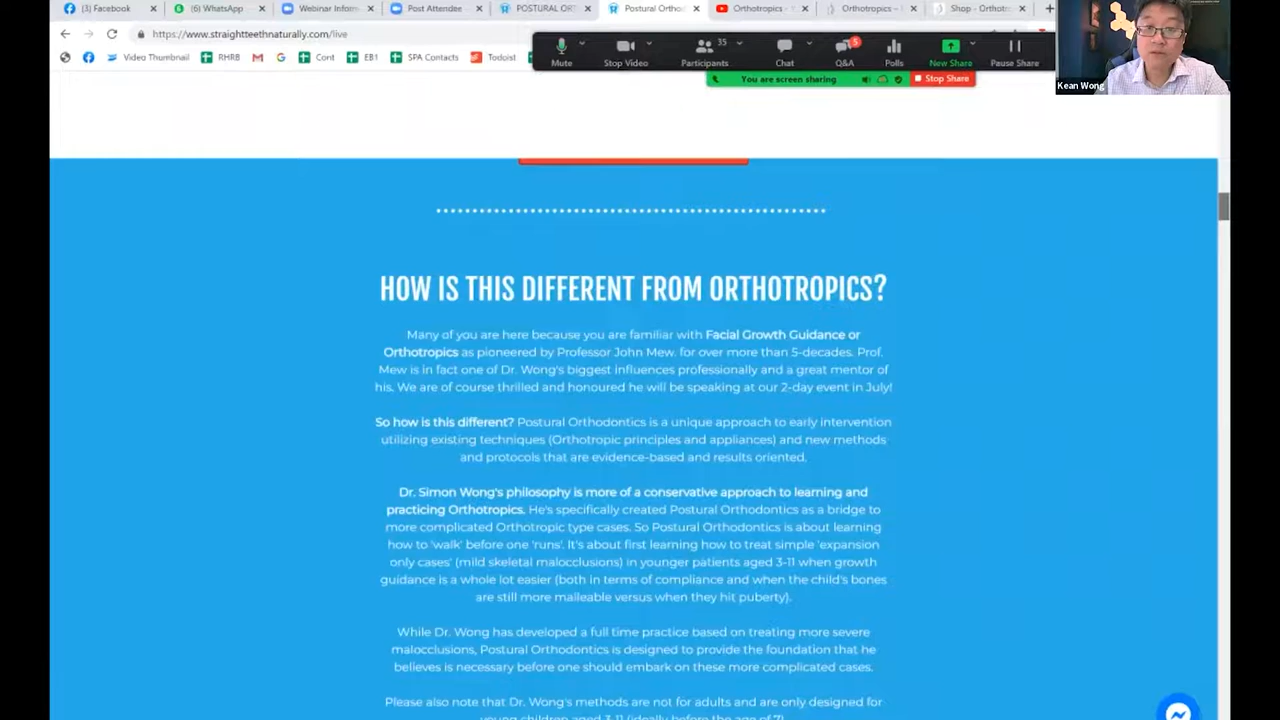 (3) Facebook
(6) WhatsApp
Webinar Inform
Post Attendee
POSTURAL ORT
Postural Ortho
Orthotropics -
Orthotropics –
Shop - Orthotr
https://www.straightteethnaturally.com/live
Video Thumbnail
RHRB
Cont
EB1
SPA Contacts
Todoist
Mute
Stop Video
35
Participants
Chat
5
Q&A
Polls
New Share
Pause Share
You are screen sharing
Stop Share
Kean Wong
HOW IS THIS DIFFERENT FROM ORTHOTROPICS?
Many of you are here because you are familiar with Facial Growth Guidance or
Orthotropics as pioneered by Professor John Mew. for over more than 5-decades. Prof.
Mew is in fact one of Dr. Wong's biggest influences professionally and a great mentor of
his. We are of course thrilled and honoured he will be speaking at our 2-day event in July!
So how is this different? Postural Orthodontics is a unique approach to early intervention
utilizing existing techniques (Orthotropic principles and appliances) and new methods
and protocols that are evidence-based and results oriented.
Dr. Simon Wong's philosophy is more of a conservative approach to learning and
practicing Orthotropics. He's specifically created Postural Orthodontics as a bridge to
more complicated Orthotropic type cases. So Postural Orthodontics is about learning
how to 'walk' before one 'runs'. It's about first learning how to treat simple 'expansion
only cases' (mild skeletal malocclusions) in younger patients aged 3-11 when growth
guidance is a whole lot easier (both in terms of compliance and when the child's bones
are still more malleable versus when they hit puberty).
While Dr. Wong has developed a full time practice based on treating more severe
malocclusions, Postural Orthodontics is designed to provide the foundation that he
believes is necessary before one should embark on these more complicated cases.
Please also note that Dr. Wong's methods are not for adults and are only designed for
young children aged 3-11 (ideally before the age of 7)